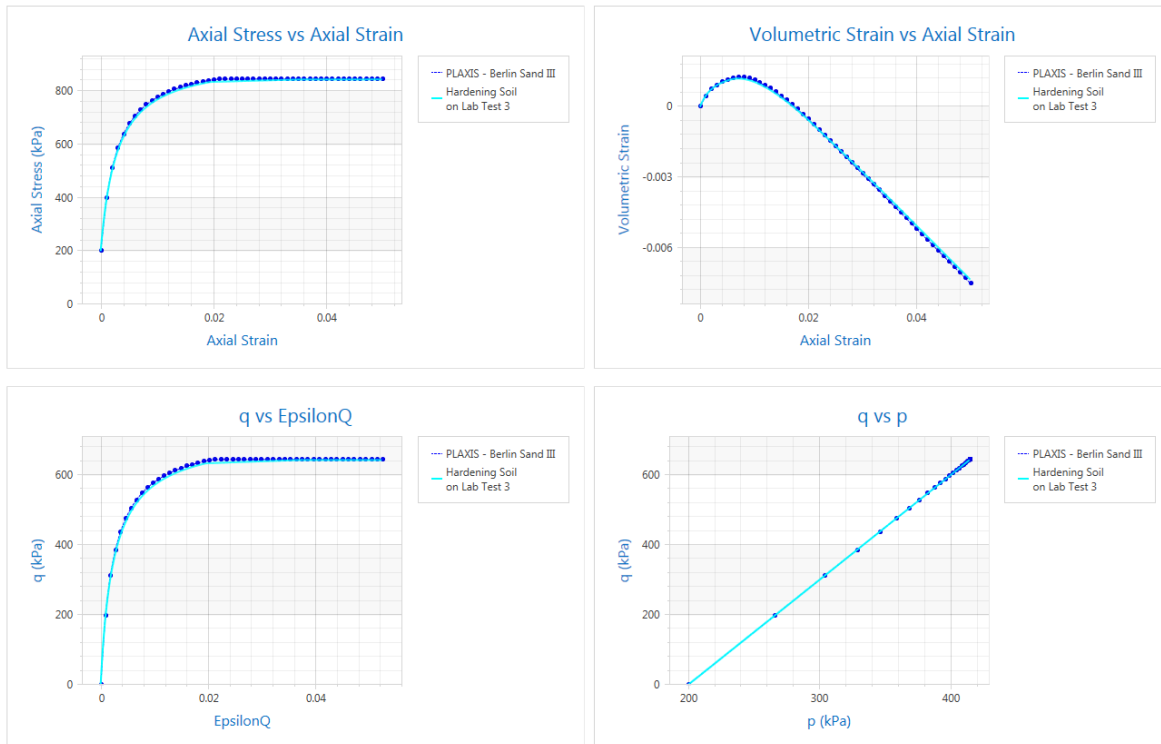 Axial Stress vs Axial Strain
Axial Stress (kPa)
800
600
400
200
0
0
0.02
0.04
Axial Strain
PLAXIS - Berlin Sand III
Hardening Soil
on Lab Test 3
Volumetric Strain vs Axial Strain
Volumetric Strain
0
-0.003
-0.006
0
0.02
0.04
Axial Strain
PLAXIS - Berlin Sand III
Hardening Soil
on Lab Test 3
q vs EpsilonQ
q (kPa)
600
400
200
0
0
0.02
0.04
EpsilonQ
PLAXIS - Berlin Sand III
Hardening Soil
on Lab Test 3
q vs p
q (kPa)
600
400
200
0
200
300
400
p (kPa)
PLAXIS - Berlin Sand III
Hardening Soil
on Lab Test 3